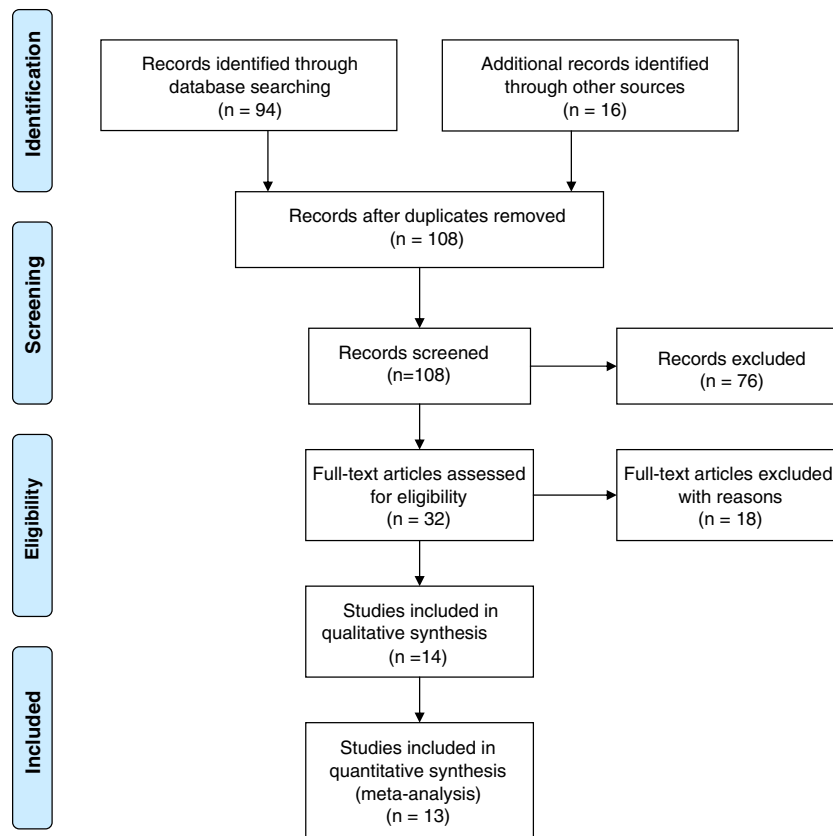 Identification
Records identified through
database searching
(n = 94)
Additional records identified
through other sources
(n = 16)
Records after duplicates removed
(n = 108)
Screening
Records screened
(n=108)
Records excluded
(n = 76)
Eligibility
Full-text articles assessed
for eligibility
(n = 32)
Full-text articles excluded
with reasons
(n = 18)
Studies included in
qualitative synthesis
(n =14)
Included
Studies included in
quantitative synthesis
(meta-analysis)
(n = 13)